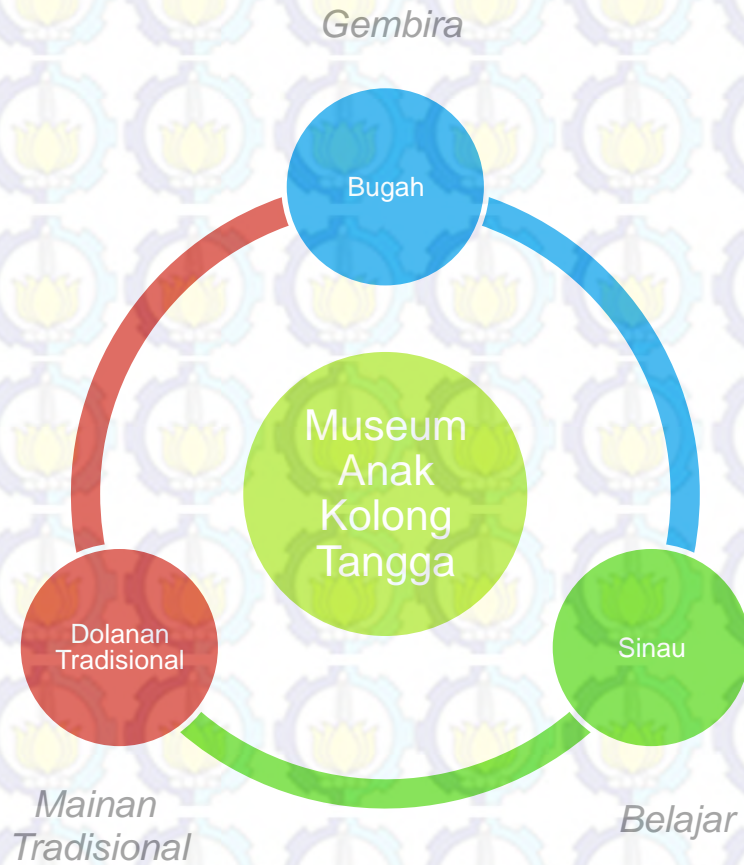 Gembira
Bugah
Museum
Anak
Kolong
Tangga
Dolanan
Tradisional
Sinau
Mainan
Tradisional
Belajar